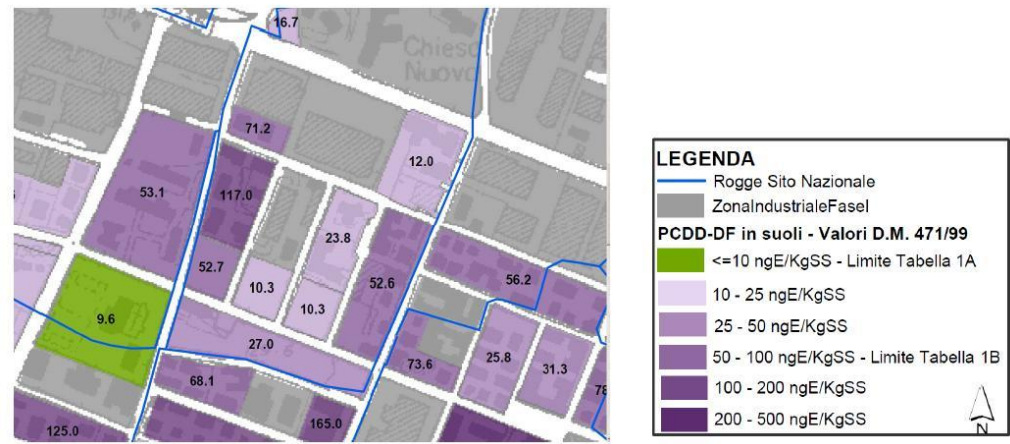 16.7
Chiesa
Nuovo
71.2
12.0
53.1
117.0
23.8
52.7
52.6
56.2
10.3
10.3
9.6
27.0
73.6
25.8
31.3
68.1
78
125.0
165.0
LEGENDA
Rogge Sito Nazionale
ZonaIndustrialeFaseI
PCDD-DF in suoli - Valori D.M. 471/99
<=10 ngE/KgSS - Limite Tabella 1A
10 - 25 ngE/KgSS
25 - 50 ngE/KgSS
50 - 100 ngE/KgSS - Limite Tabella 1B
100 - 200 ngE/KgSS
200 - 500 ngE/KgSS
N